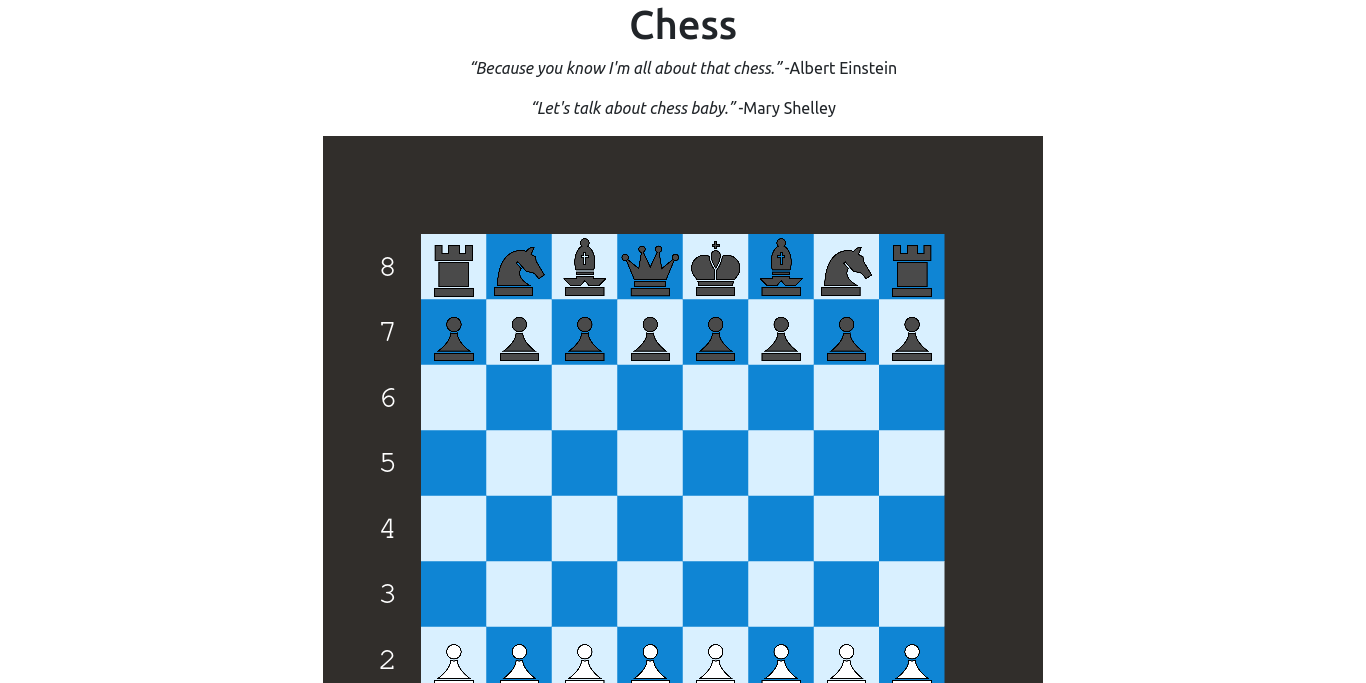 Chess
“Because you know I'm all about that chess.” -Albert Einstein
“Let's talk about chess baby.” -Mary Shelley
8
7
6
5
4
3
2